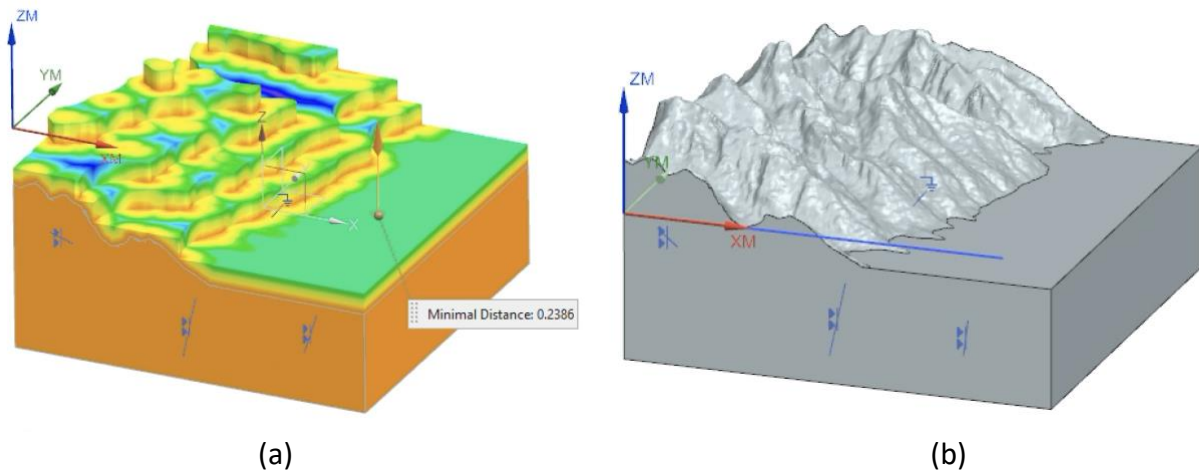 ZM
YM
XM
Z
X
Minimal Distance: 0.2386
(a)
ZM
YM
XM
(b)